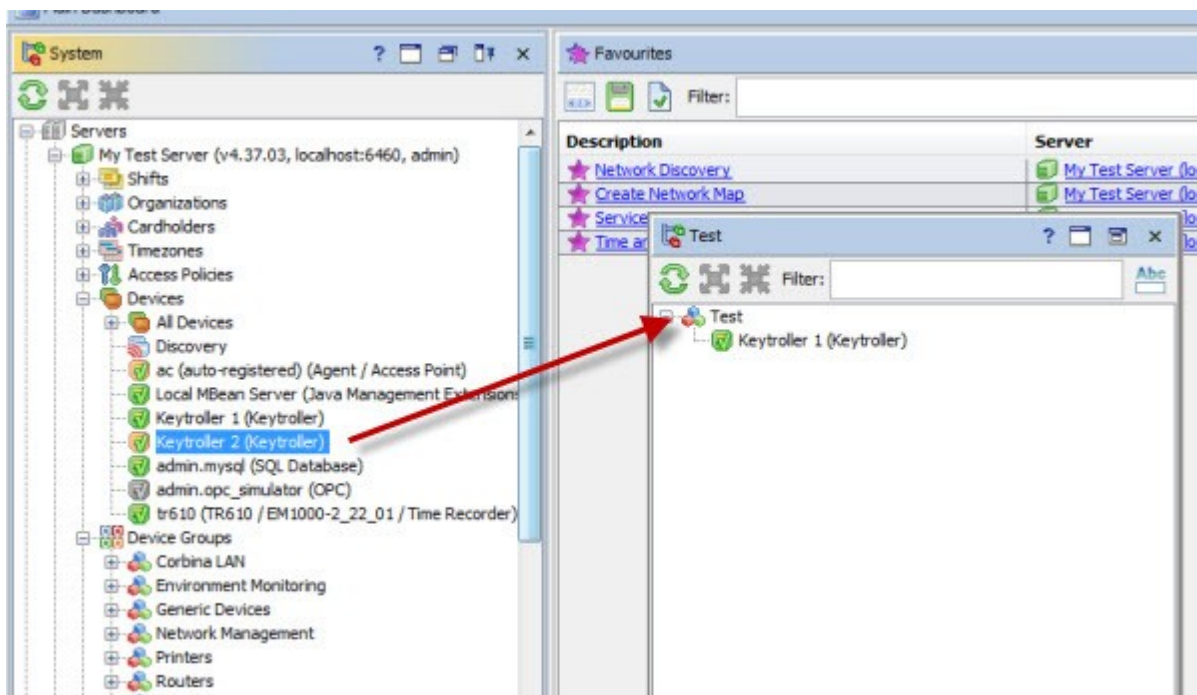 Main Dashboard
System
?
Servers
My Test Server (v4.37.03, localhost:6460, admin)
Shifts
Organizations
Cardholders
Timezones
Access Policies
Devices
All Devices
Discovery
ac (auto-registered) (Agent / Access Point)
Local MBean Server (Java Management Extensions
Keytroller 1 (Keytroller)
Keytroller 2 (Keytroller)
admin.mysql (SQL Database)
admin.opc_simulator (OPC)
tr610 (TR610 / EM1000-2_22_01 / Time Recorder)
Device Groups
Corbina LAN
Environment Monitoring
Generic Devices
Network Management
Printers
Routers
Favourites
Filter:
Description Server
Network Discovery My Test Server (lo
Create Network Map My Test Server (lo
Service lo
Time an lo
Test
?
Filter:
Abc
Test
Keytroller 1 (Keytroller)